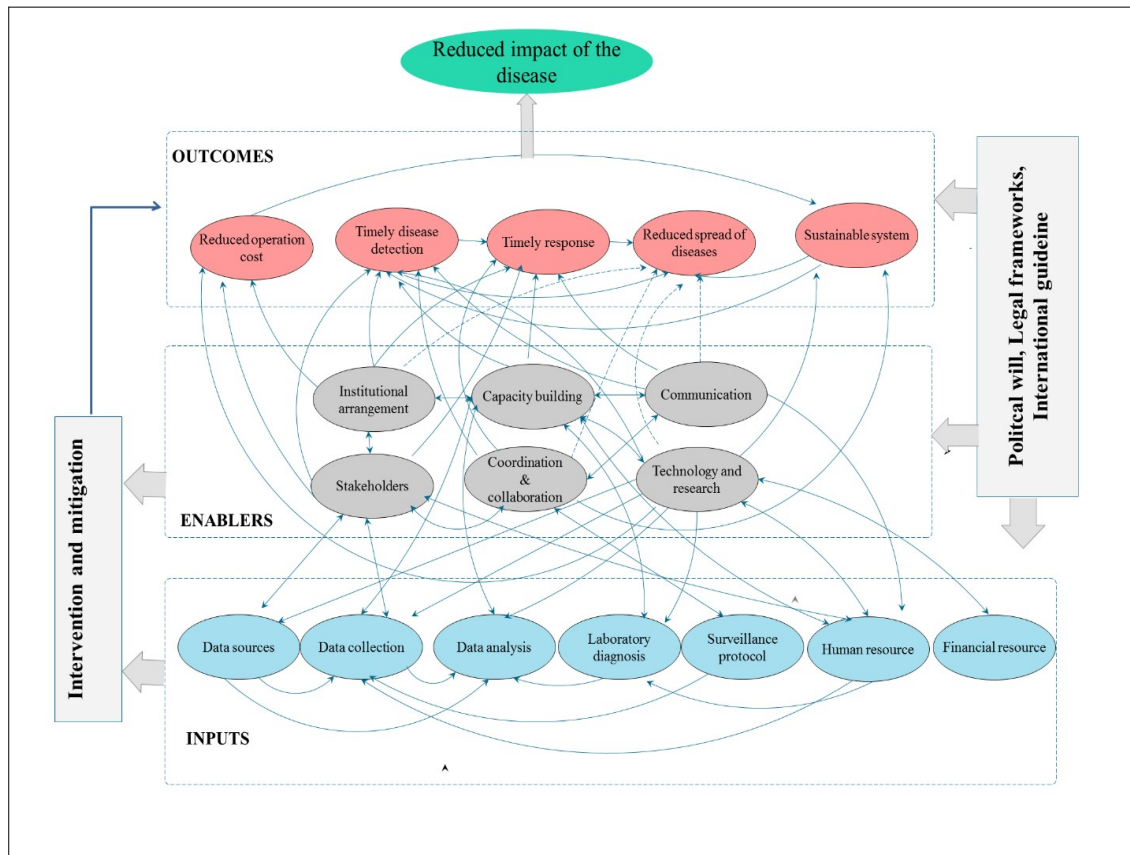 Reduced impact of the
disease
OUTCOMES
Reduced operation
cost
Timely disease
detection
Timely response
Reduced spread of
diseases
Sustainable system
Politcal will, Legal frameworks,
International guideine
Institutional
arrangement
Capacity building
Communication
Stakeholders
Coordination
&
collaboration
Technology and
research
ENABLERS
Intervention and mitigation
Data sources
Data collection
Data analysis
Laboratory
diagnosis
Surveillance
protocol
Human resource
Financial resource
INPUTS